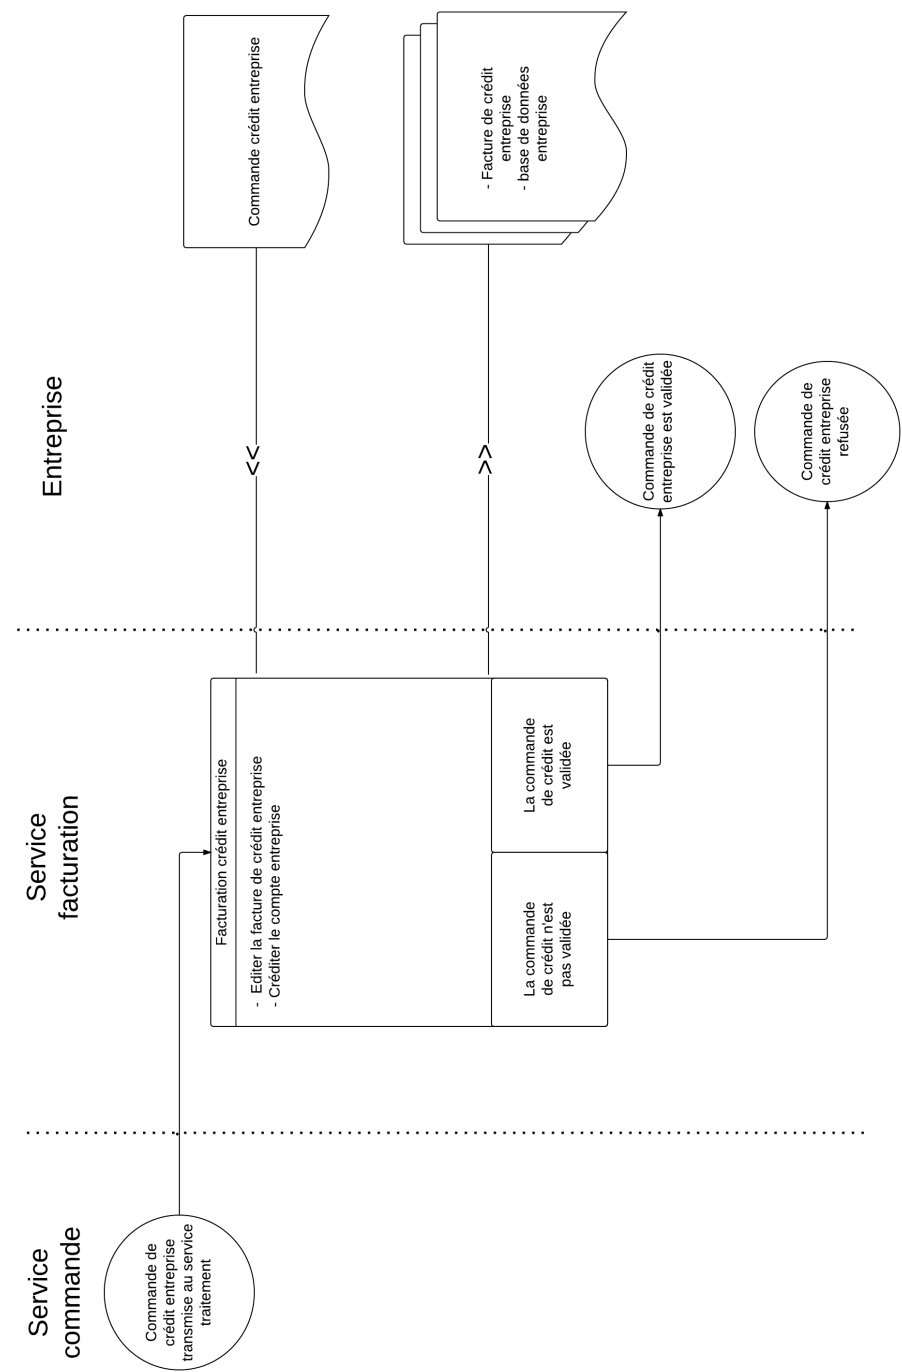 Service
commande
Service
facturation
Entreprise
Commande de
crédit entreprise
transmise au service
traitement
Facturation crédit entreprise
- Editer la facture de crédit entreprise
- Créditer le compte entreprise
La commande
de crédit n'est
pas validée
La commande
de crédit est
validée
<<
>>
Commande crédit entreprise
- Facture de crédit
entreprise
- base de données
entreprise
Commande de crédit
entreprise est validée
Commande de
crédit entreprise
refusée